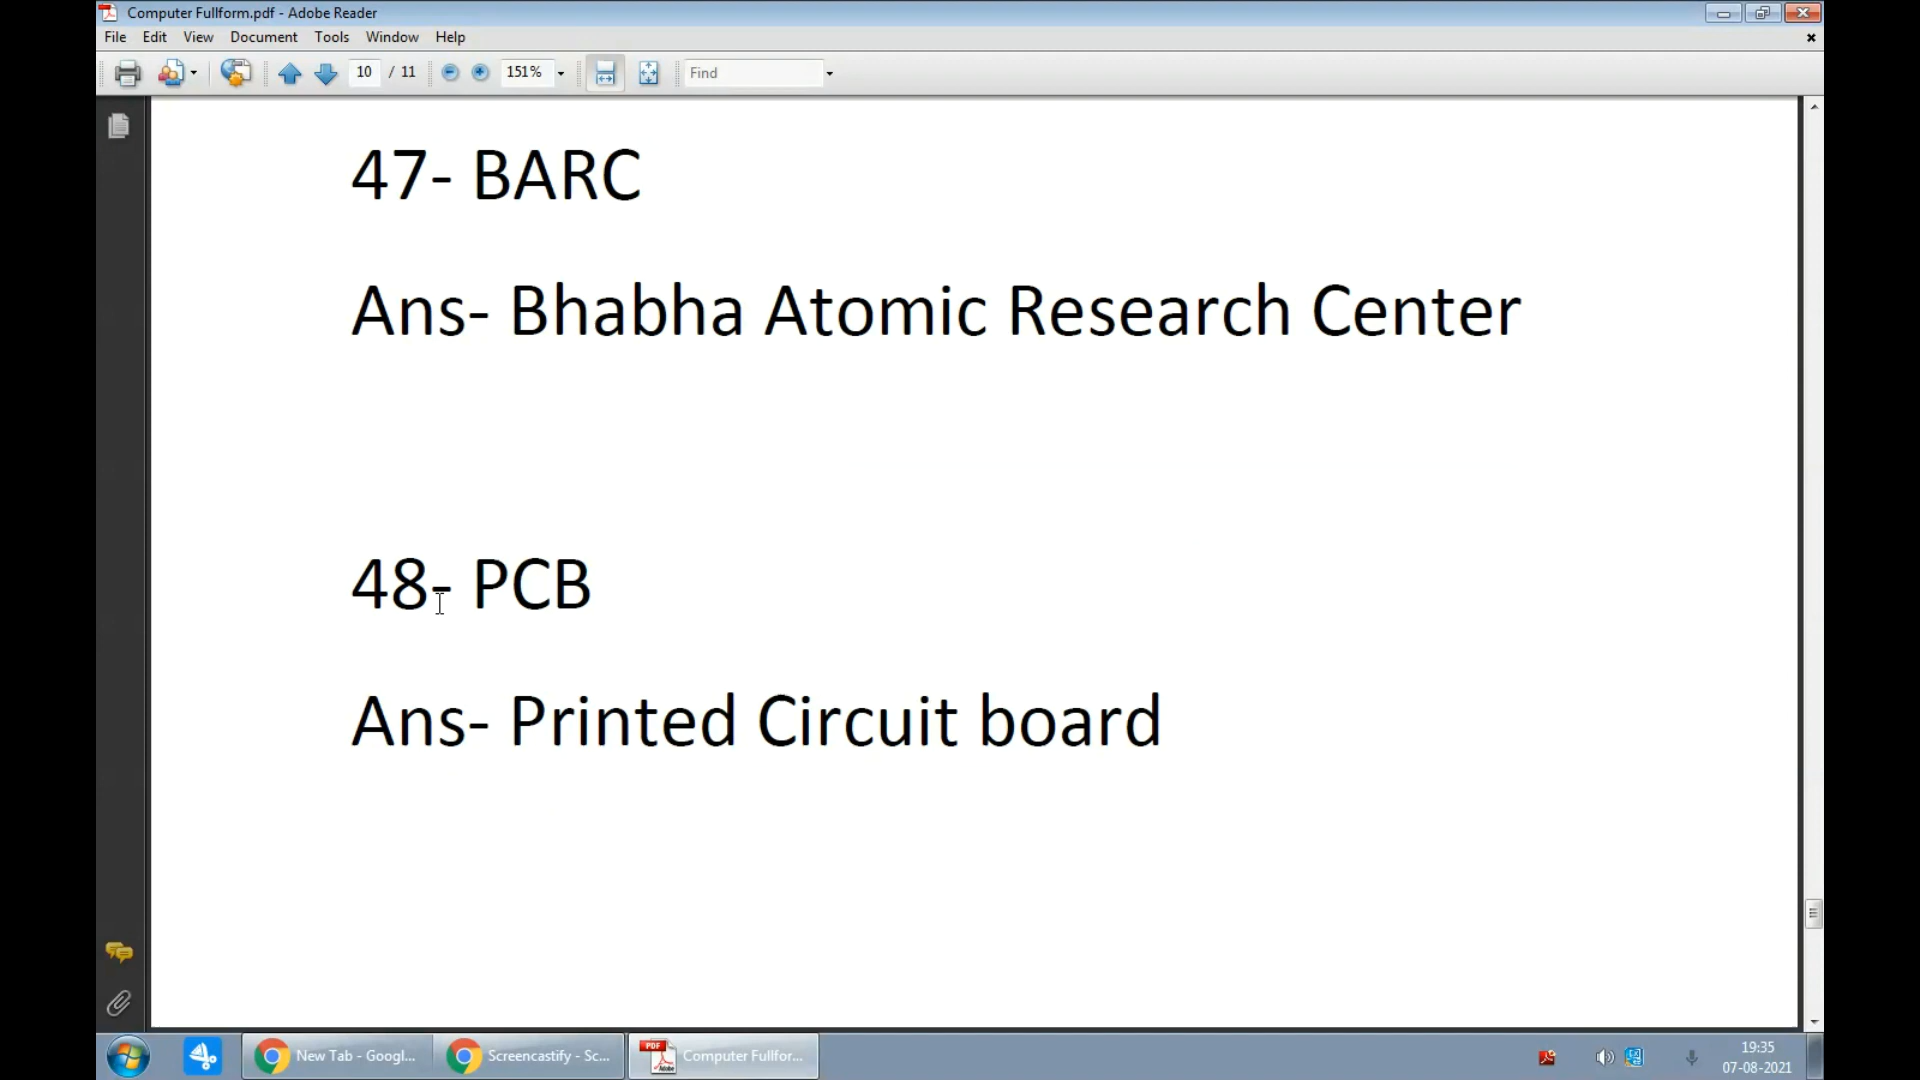 Computer Fullform.pdf - Adobe Reader
File Edit View Document Tools Window Help
10 / 11 151% Find
47- BARC
Ans- Bhabha Atomic Research Center
48- PCB
Ans- Printed Circuit board
New Tab - Googl... Screencastify - Sc... PDF Adobe Computer Fullfor... 19:35
07-08-2021